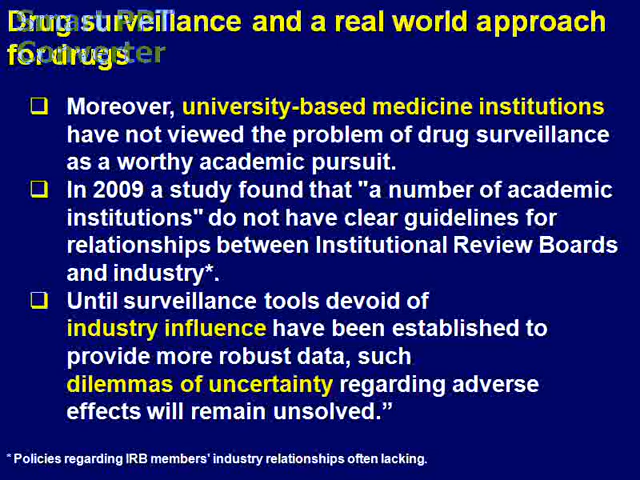 Drug surveillance and a real world approach
for drugs
Smart PPT
Converter
❑ Moreover, university-based medicine institutions
have not viewed the problem of drug surveillance
as a worthy academic pursuit.
❑ In 2009 a study found that "a number of academic
institutions" do not have clear guidelines for
relationships between Institutional Review Boards
and industry*.
❑ Until surveillance tools devoid of
industry influence have been established to
provide more robust data, such
dilemmas of uncertainty regarding adverse
effects will remain unsolved.”
* Policies regarding IRB members' industry relationships often lacking.